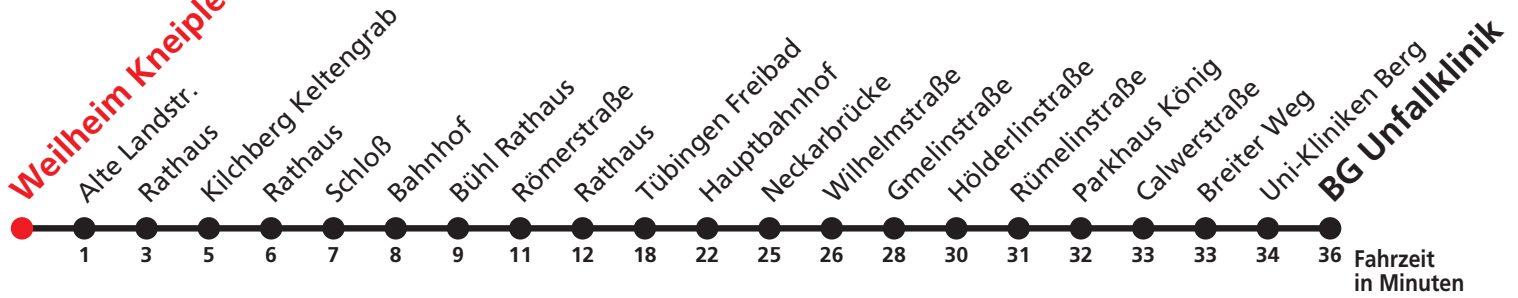 Weilheim Kneiple
Alte Landstr.
Rathaus
Kilchberg Keltengrab
Rathaus
Schloß
Bahnhof
Bühl Rathaus
Römerstraße
Rathaus
Tübingen Freibad
Hauptbahnhof
Neckarbrücke
Wilhelmstraße
Gmelinstraße
Hölderlinstraße
Rümelinstraße
Parkhaus König
Calwerstraße
Breiter Weg
Uni-Kliniken Berg
BG Unfallklinik
1 3 5 6 7 8 9 11 12 18 22 25 26 28 30 31 32 33 33 34 36
Fahrzeit
in Minuten